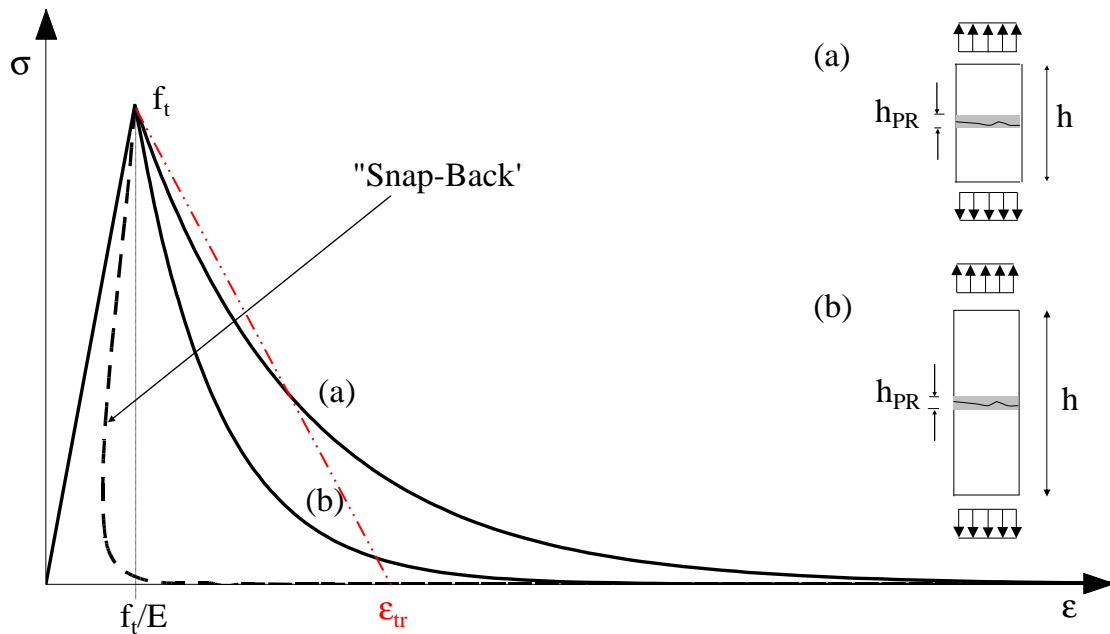 σ
f_t
"Snap-Back'
(a)
(b)
f_t/E
ε_tr
ε
(a)
h_PR
h
(b)
h_PR
h